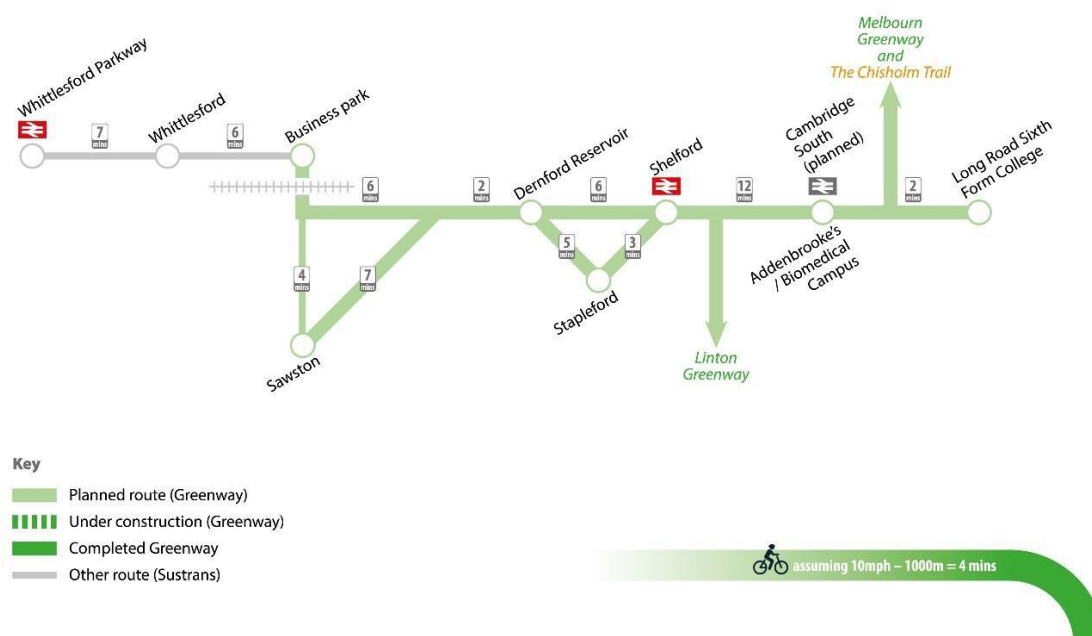 Melbourn
Greenway
and
The Chisholm Trail
Whittlesford Parkway
Whittlesford
Business park
Dernford Reservoir
Shelford
Cambridge
South
(planned)
Long Road Sixth
Form College
7
mins
6
mins
6
mins
2
mins
6
mins
12
mins
2
mins
5
mins
3
mins
4
mins
7
mins
Addenbrooke's
/ Biomedical
Campus
Stapleford
Sawston
Linton
Greenway
Key
Planned route (Greenway)
Under construction (Greenway)
Completed Greenway
Other route (Sustrans)
assuming 10mph – 1000m = 4 mins